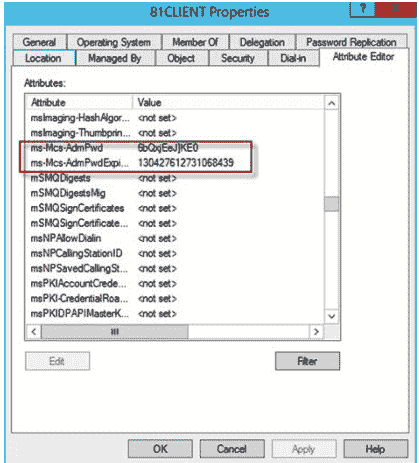 81CLIENT Properties
? X
General Operating System Member Of Delegation Password Replication
Location Managed By Object Security Dial-in Attribute Editor
Attributes:
Attribute Value
msImaging-HashAlgor... <not set>
msImaging-Thumbprin... <not set>
ms-Mcs-AdmPwd 6bQqEeJ]KE0
ms-Mcs-AdmPwdExpi... 130427612731068439
mSMQDigests <not set>
mSMQDigestsMig <not set>
mSMQSignCertificates <not set>
mSMQSignCertificate... <not set>
msNPAllowDialin <not set>
msNPCallingStationID <not set>
msNPSavedCallingSt... <not set>
msPKIAccountCrede... <not set>
msPKI-CredentialRoa... <not set>
msPKIDPAPIMasterK... <not set>
Edit Filter
OK Cancel Apply Help